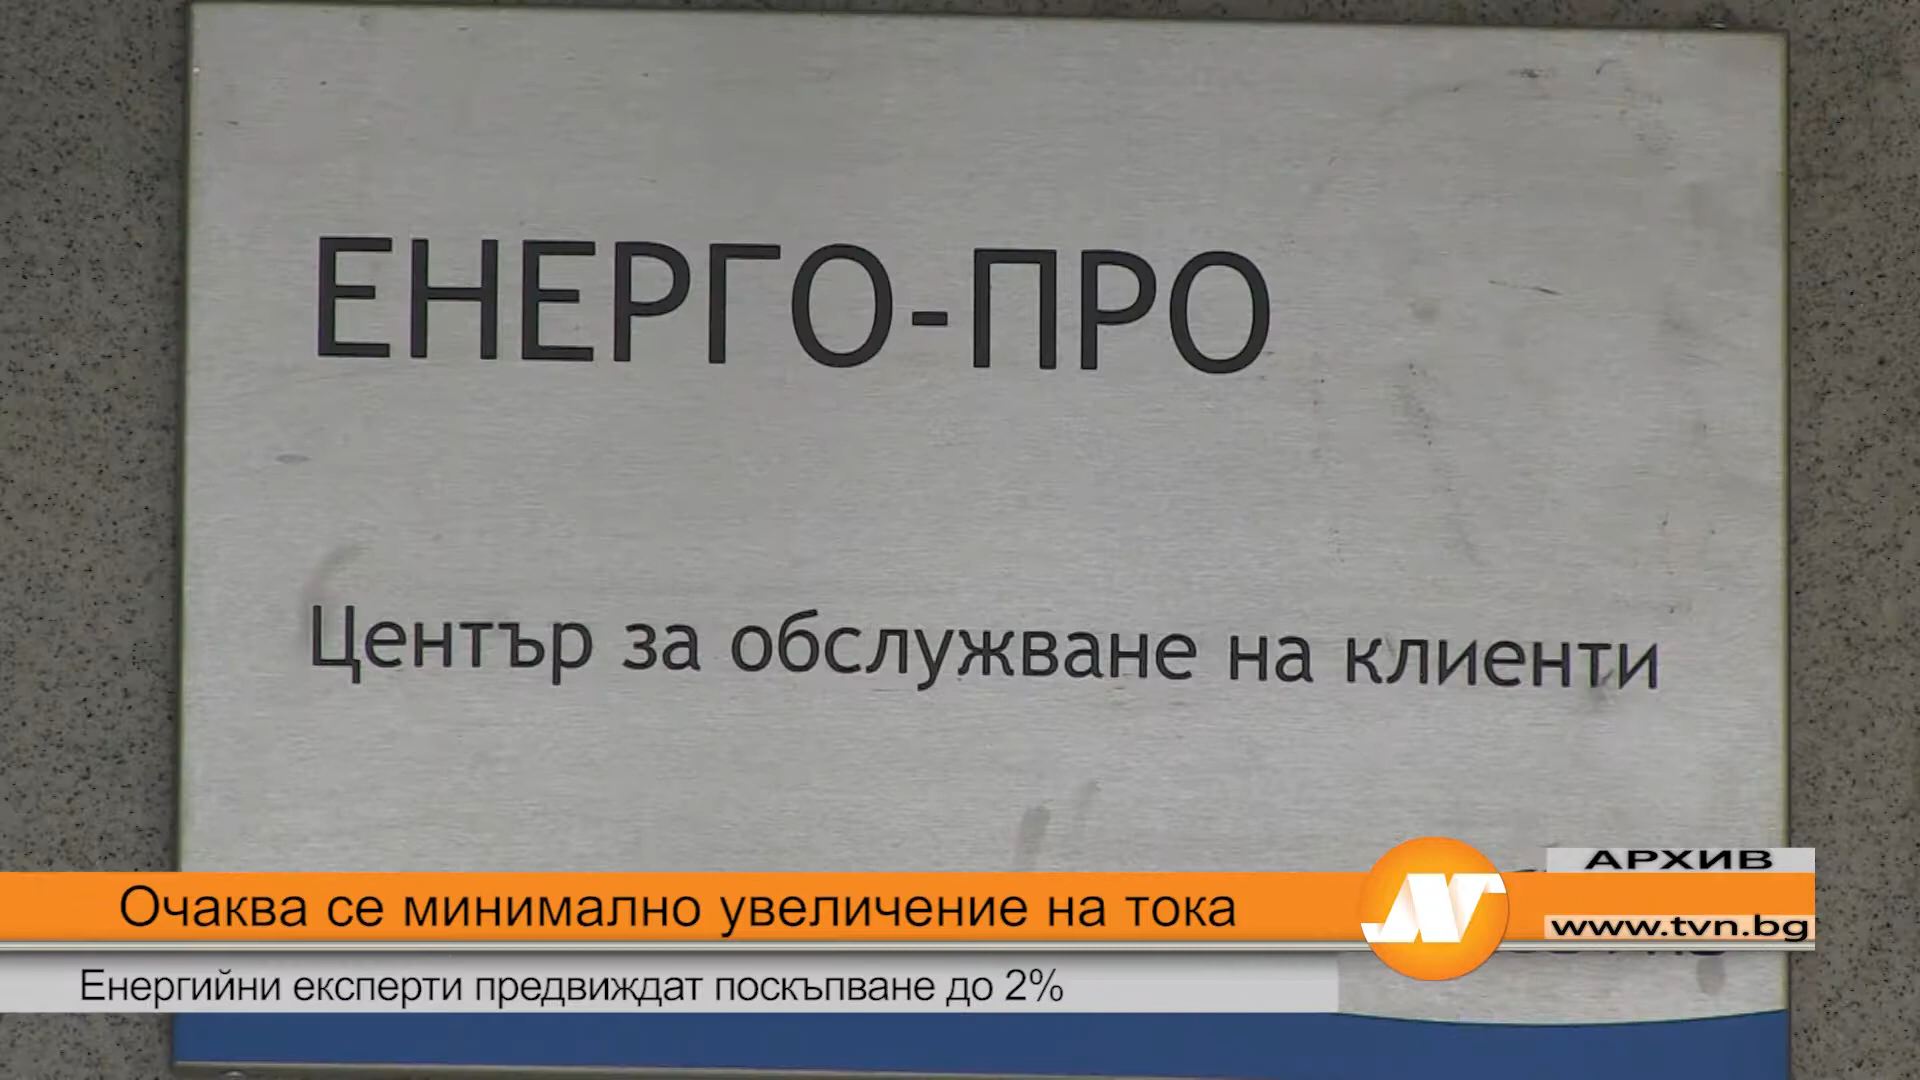 ЕНЕРГО-ПРО
Център за обслужване на клиенти
АРХИВ
Очаква се минимално увеличение на тока
www.tvn.bg
Енергийни експерти предвиждат поскъпване до 2%